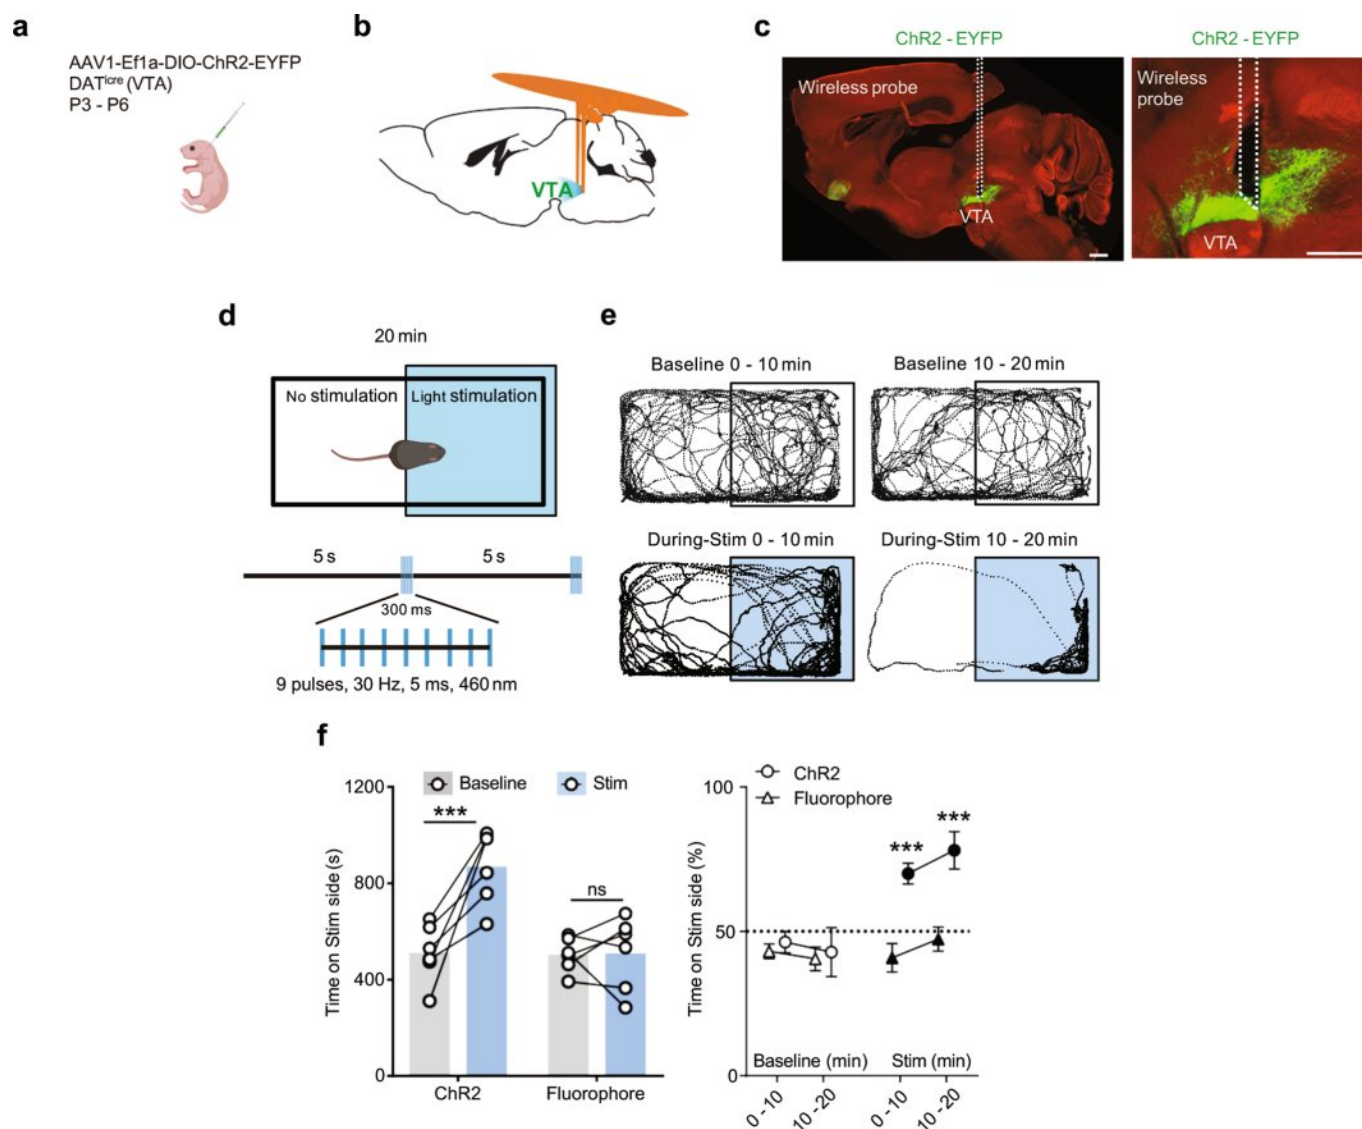 a
AAV1-Ef1a-DIO-ChR2-EYFP
DATicre (VTA)
P3 - P6
b
VTA
c
ChR2 - EYFP
Wireless probe
VTA
ChR2 - EYFP
Wireless
probe
VTA
d
20 min
No stimulation
Light stimulation
5 s
5 s
300 ms
9 pulses, 30 Hz, 5 ms, 460 nm
e
Baseline 0 - 10 min
Baseline 10 - 20 min
During-Stim 0 - 10 min
During-Stim 10 - 20 min
f
Baseline
Stim
Time on Stim side (s)
1200
800
400
0
***
ns
ChR2
Fluorophore
ChR2
Fluorophore
Time on Stim side (%)
100
50
0
***
***
Baseline (min)
Stim (min)
0 - 10
10 - 20
0 - 10
10 - 20